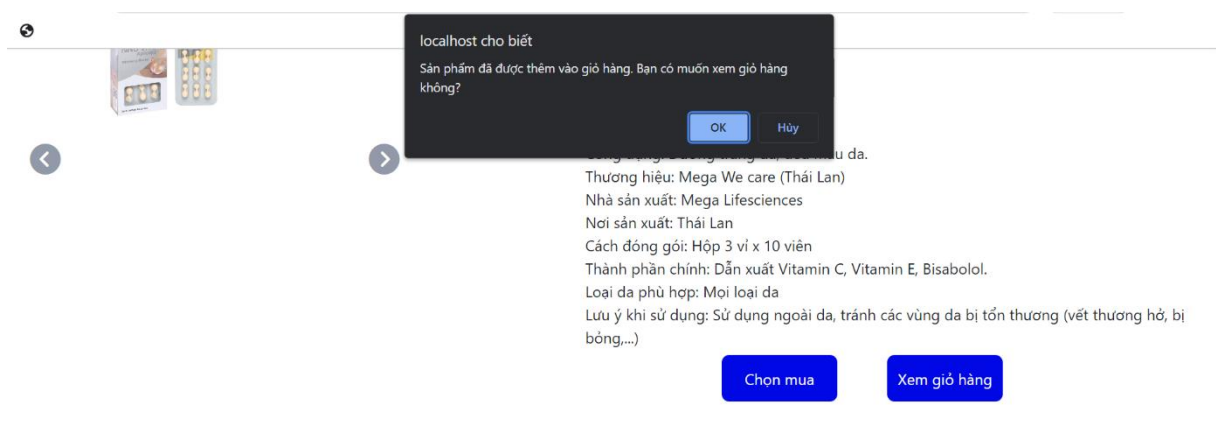 localhost cho biết
Sản phẩm đã được thêm vào giỏ hàng. Bạn có muốn xem giỏ hàng
không?
OK Hủy
da.
Thương hiệu: Mega We care (Thái Lan)
Nhà sản xuất: Mega Lifesciences
Nơi sản xuất: Thái Lan
Cách đóng gói: Hộp 3 vỉ x 10 viên
Thành phần chính: Dẫn xuất Vitamin C, Vitamin E, Bisabolol.
Loại da phù hợp: Mọi loại da
Lưu ý khi sử dụng: Sử dụng ngoài da, tránh các vùng da bị tổn thương (vết thương hở, bị
bỏng,...)
Chọn mua Xem giỏ hàng